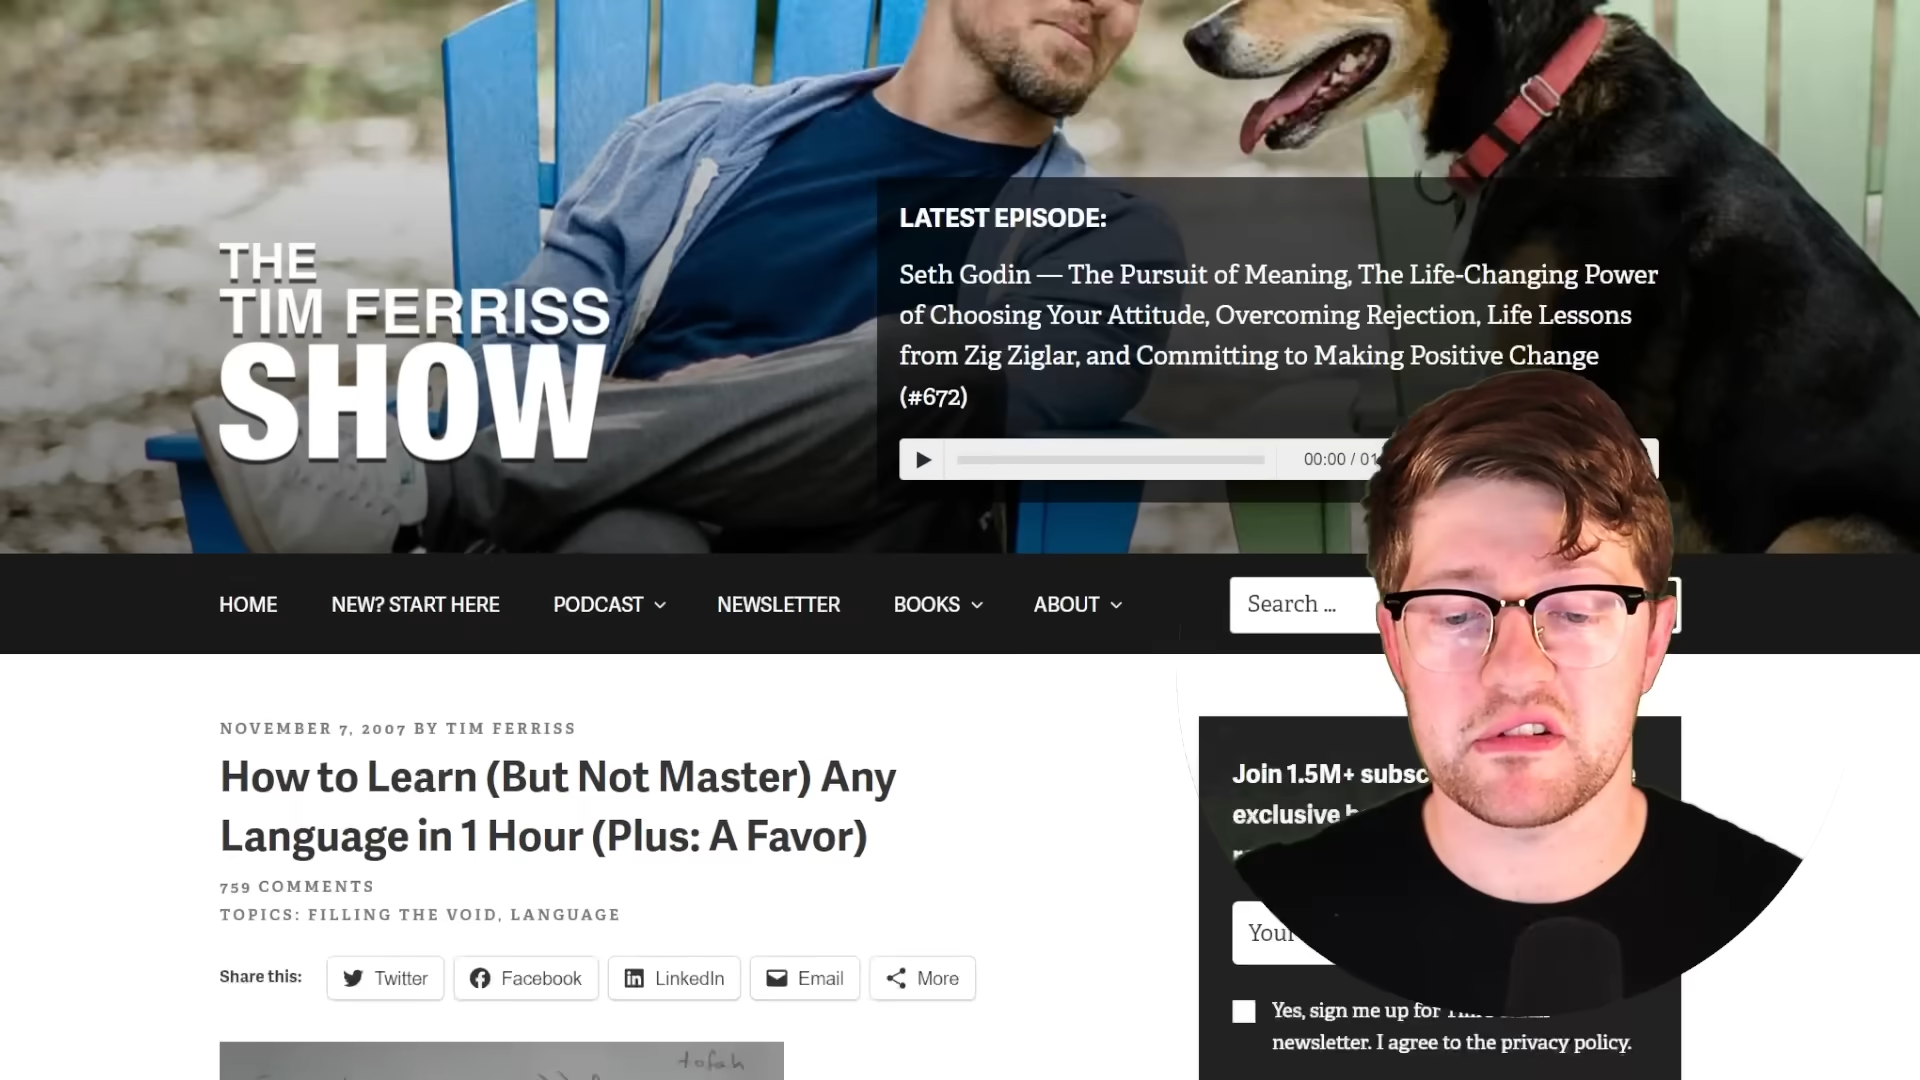 THE
TIM FERRISS
SHOW
LATEST EPISODE:
Seth Godin — The Pursuit of Meaning, The Life-Changing Power
of Choosing Your Attitude, Overcoming Rejection, Life Lessons
from Zig Ziglar, and Committing to Making Positive Change
(#672)
00:00 / 01
HOME NEW? START HERE PODCAST NEWSLETTER BOOKS ABOUT
Search ...
NOVEMBER 7, 2007 BY TIM FERRISS
How to Learn (But Not Master) Any
Language in 1 Hour (Plus: A Favor)
759 COMMENTS
TOPICS: FILLING THE VOID, LANGUAGE
Share this: Twitter Facebook LinkedIn Email More
tofah
Join 1.5M+
exclusive
Yes, sign me up for
newsletter. I agree to the privacy policy.